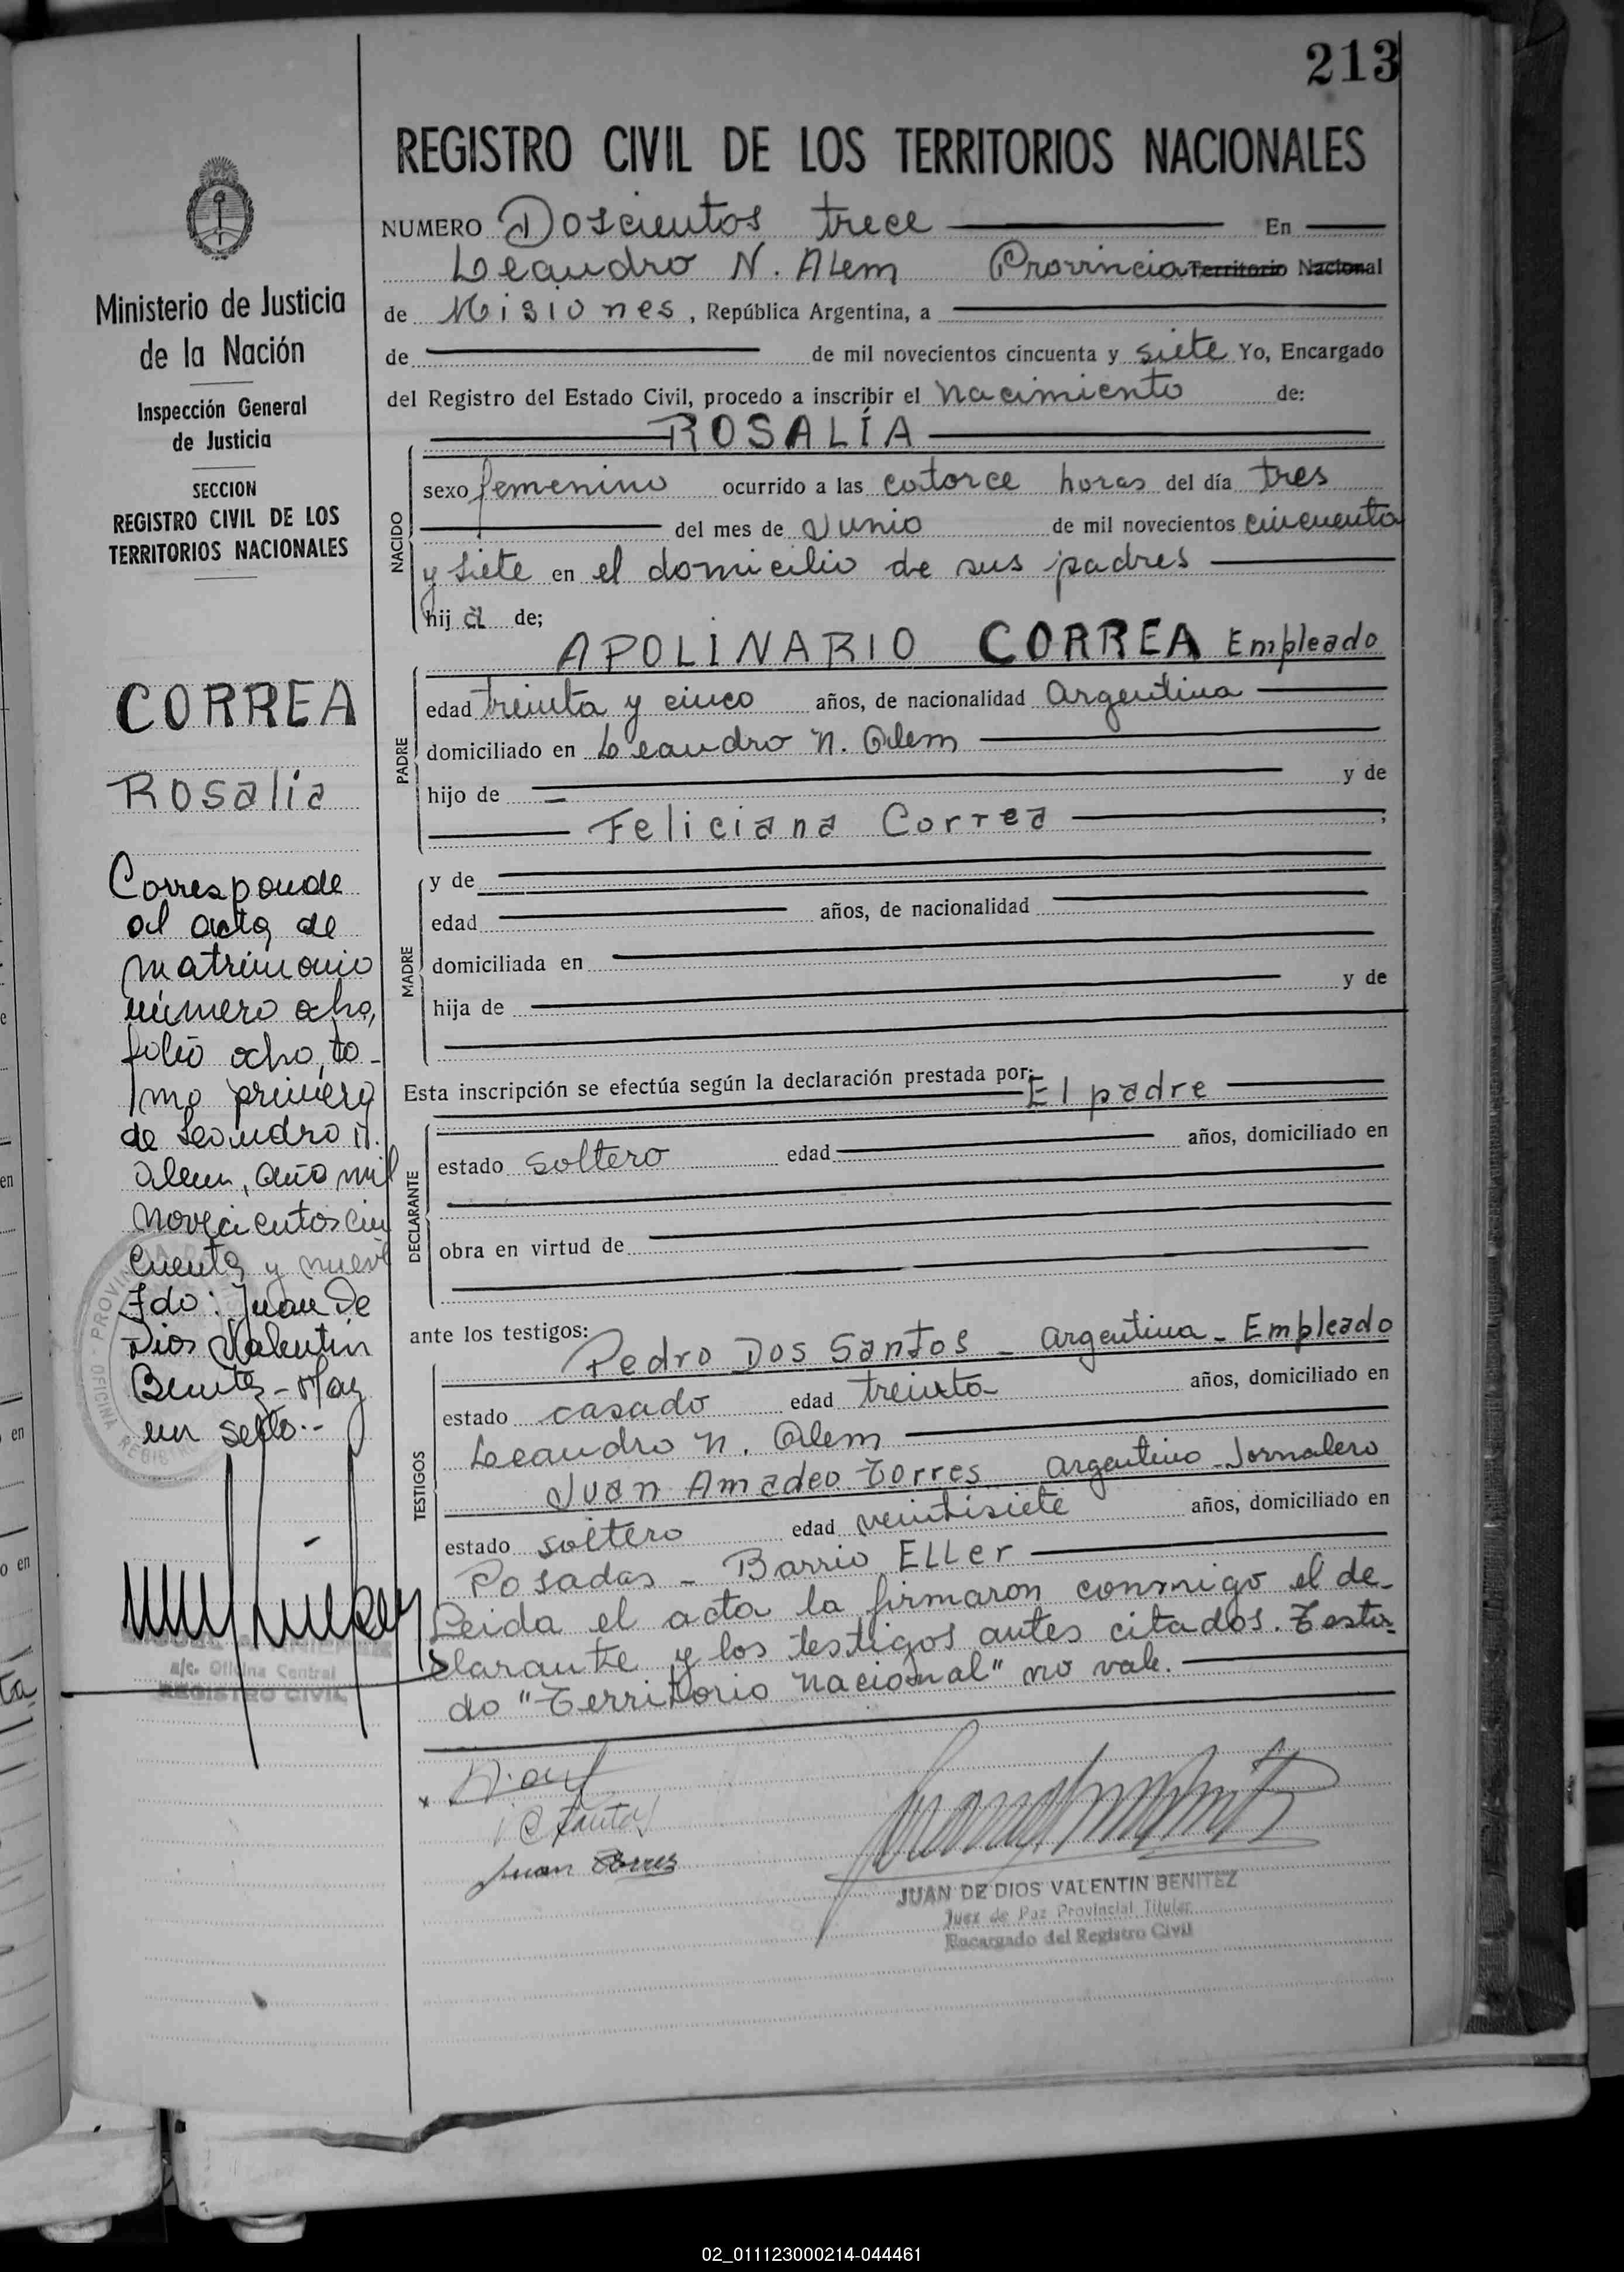 213
REGISTRO CIVIL DE LOS TERRITORIOS NACIONALES
NUMERO Doscientos trece En
Leandro N. Alem Provincia Territorio Nacional
de Misiones, República Argentina, a
de de mil novecientos cincuenta y siete Yo, Encargado
del Registro del Estado Civil, procedo a inscribir el nacimiento de:
ROSALÍA
NACIDO
sexo femenino ocurrido a las catorce horas del día tres
del mes de Junio de mil novecientos cincuenta
y siete en el domicilio de sus padres
hij a de;
APOLINARIO CORREA Empleado
PADRE
edad treinta y cinco años, de nacionalidad Argentina
domiciliado en Leandro N. Alem
hijo de y de
Feliciana Correa ;
MADRE
y de
edad años, de nacionalidad
domiciliada en
hija de y de
Esta inscripción se efectúa según la declaración prestada por: El padre
DECLARANTE
estado soltero edad años, domiciliado en
obra en virtud de
ante los testigos: Pedro Dos Santos - Argentina - Empleado
TESTIGOS
estado casado edad treinta años, domiciliado en
Leandro N. Alem
Juan Amadeo Torres Argentino - Jornalero
estado soltero edad veintisiete años, domiciliado en
Posadas - Barrio ELLer
Leida el acta la firmaron conmigo el de-
clarante y los testigos antes citados. Testa-
do "Territorio nacional" no vale.
Juan Torres
JUAN DE DIOS VALENTIN BENITEZ
Juez de Paz Provincial Titular
Encargado del Registro Civil
Ministerio de Justicia
de la Nación
Inspección General
de Justicia
SECCION
REGISTRO CIVIL DE LOS
TERRITORIOS NACIONALES
CORREA
Rosalia
Corresponde
al acta de
matrimonio
número ocho,
folio ocho, to-
mo primero
de Leandro N.
Alem, año mil
novecientos cin
cuenta y nueve
Fdo: Juan De
Dios Valentin
Benitez - Hay
un sello.-
a/c. Oficina Central
REGISTRO CIVIL
02_011123000214-044461